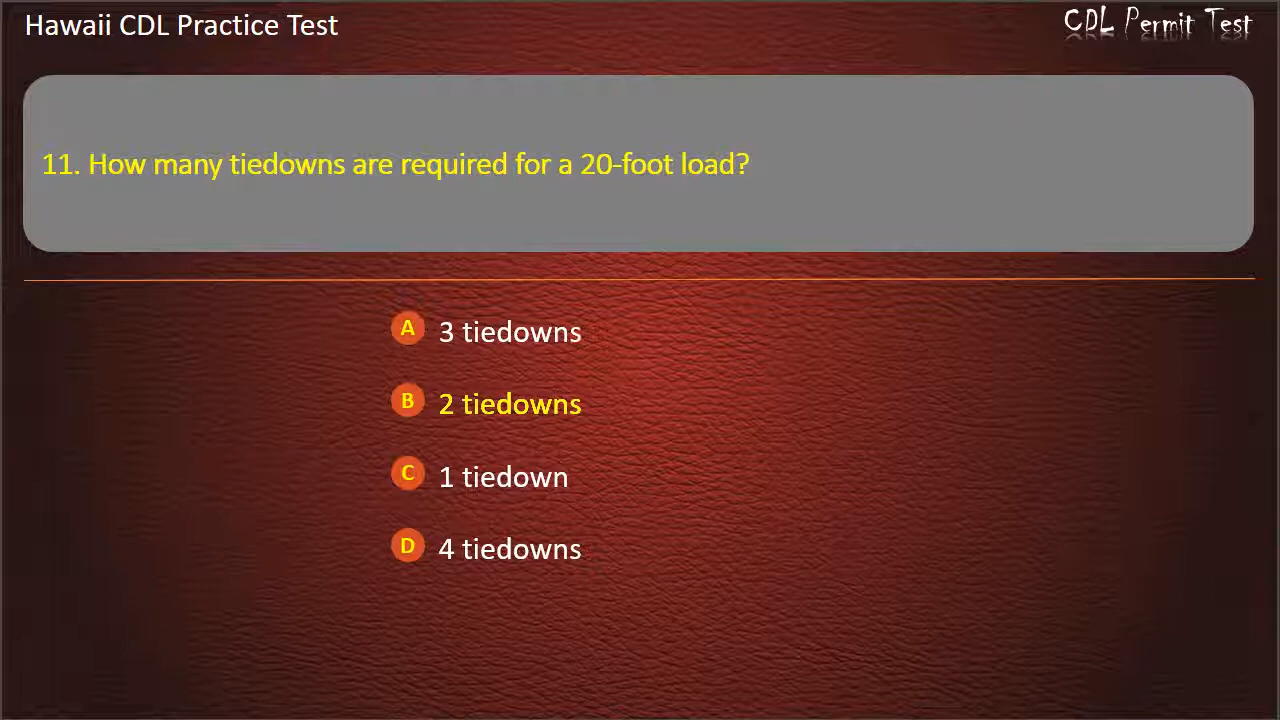 Hawaii CDL Practice Test
CDL Permit Test
11. How many tiedowns are required for a 20-foot load?
A 3 tiedowns
B 2 tiedowns
C 1 tiedown
D 4 tiedowns